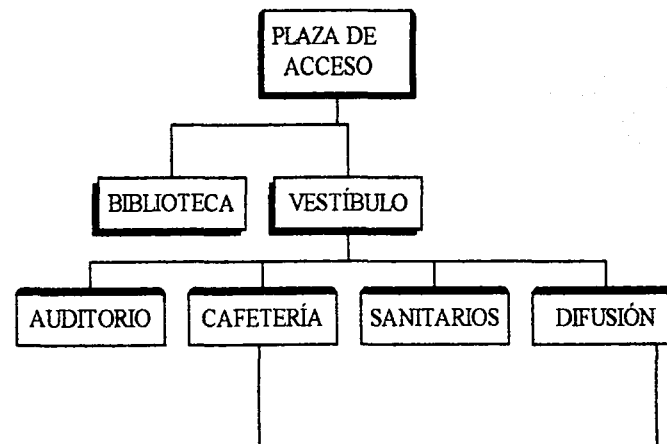 PLAZA DE
ACCESO
BIBLIOTECA
VESTÍBULO
AUDITORIO
CAFETERÍA
SANITARIOS
DIFUSIÓN